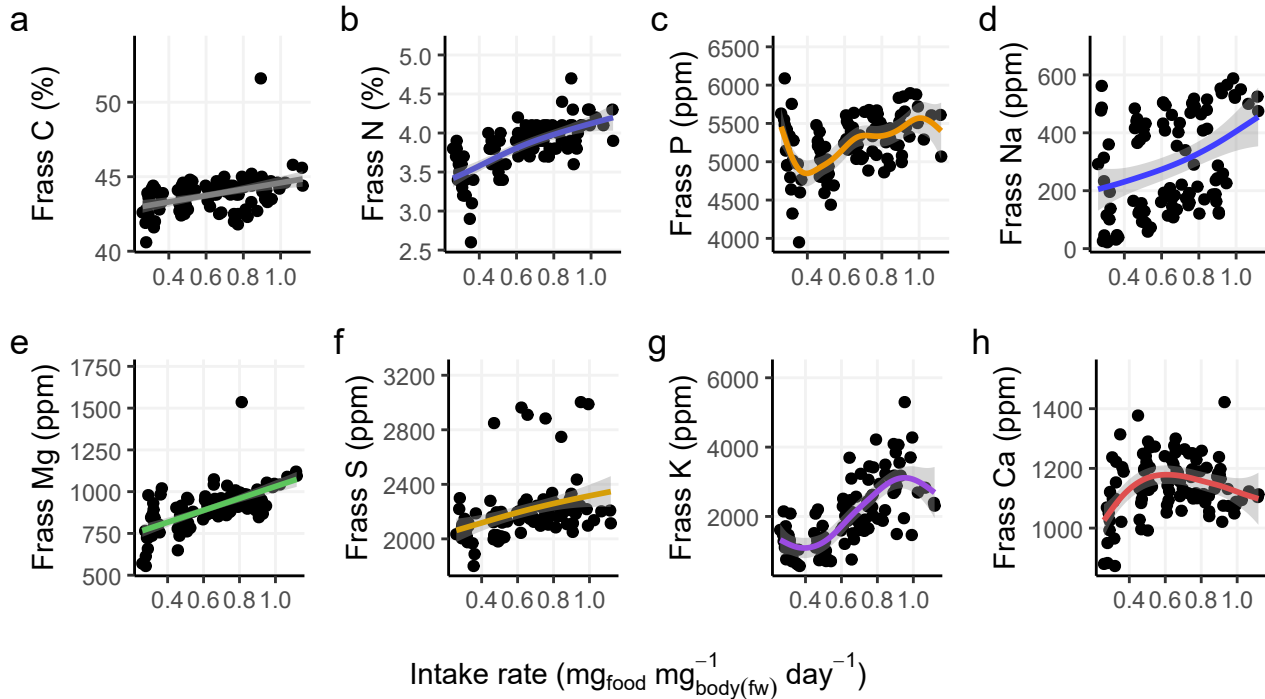 a
Frass C (%)
50
45
40
0.4 0.6 0.8 1.0
b
Frass N (%)
5.0
4.5
4.0
3.5
3.0
2.5
0.4 0.6 0.8 1.0
c
Frass P (ppm)
6500
6000
5500
5000
4500
4000
0.4 0.6 0.8 1.0
d
Frass Na (ppm)
600
400
200
0
0.4 0.6 0.8 1.0
e
Frass Mg (ppm)
1750
1500
1250
1000
750
500
0.4 0.6 0.8 1.0
f
Frass S (ppm)
3200
2800
2400
2000
0.4 0.6 0.8 1.0
g
Frass K (ppm)
6000
4000
2000
0.4 0.6 0.8 1.0
h
Frass Ca (ppm)
1400
1200
1000
0.4 0.6 0.8 1.0
Intake rate (mg_food mg^−1_body(fw) day^−1)